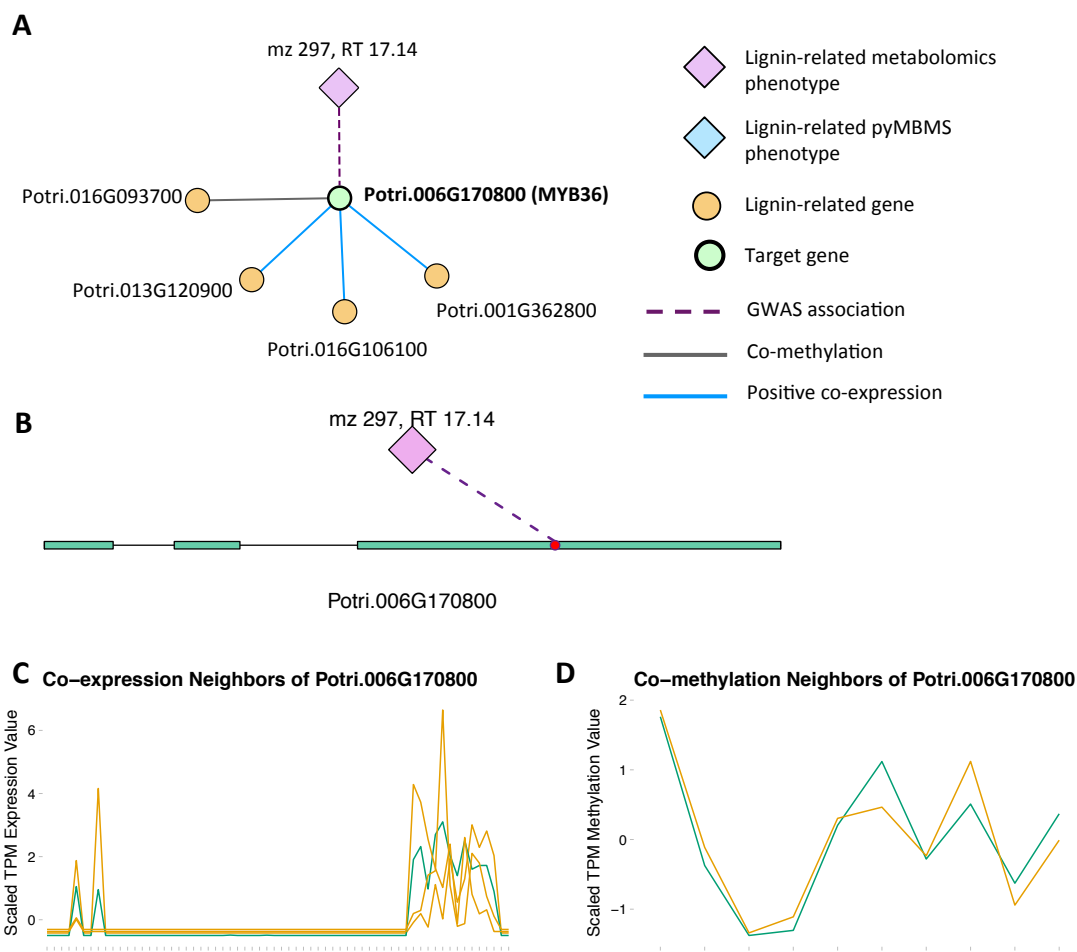 A
mz 297, RT 17.14
Potri.016G093700
Potri.006G170800 (MYB36)
Potri.013G120900
Potri.001G362800
Potri.016G106100
Lignin-related metabolomics
phenotype
Lignin-related pyMBMS
phenotype
Lignin-related gene
Target gene
GWAS association
Co-methylation
Positive co-expression
B
mz 297, RT 17.14
Potri.006G170800
C
Co−expression Neighbors of Potri.006G170800
Scaled TPM Expression Value
6
4
2
0
D
Co−methylation Neighbors of Potri.006G170800
Scaled TPM Methylation Value
2
1
0
−1